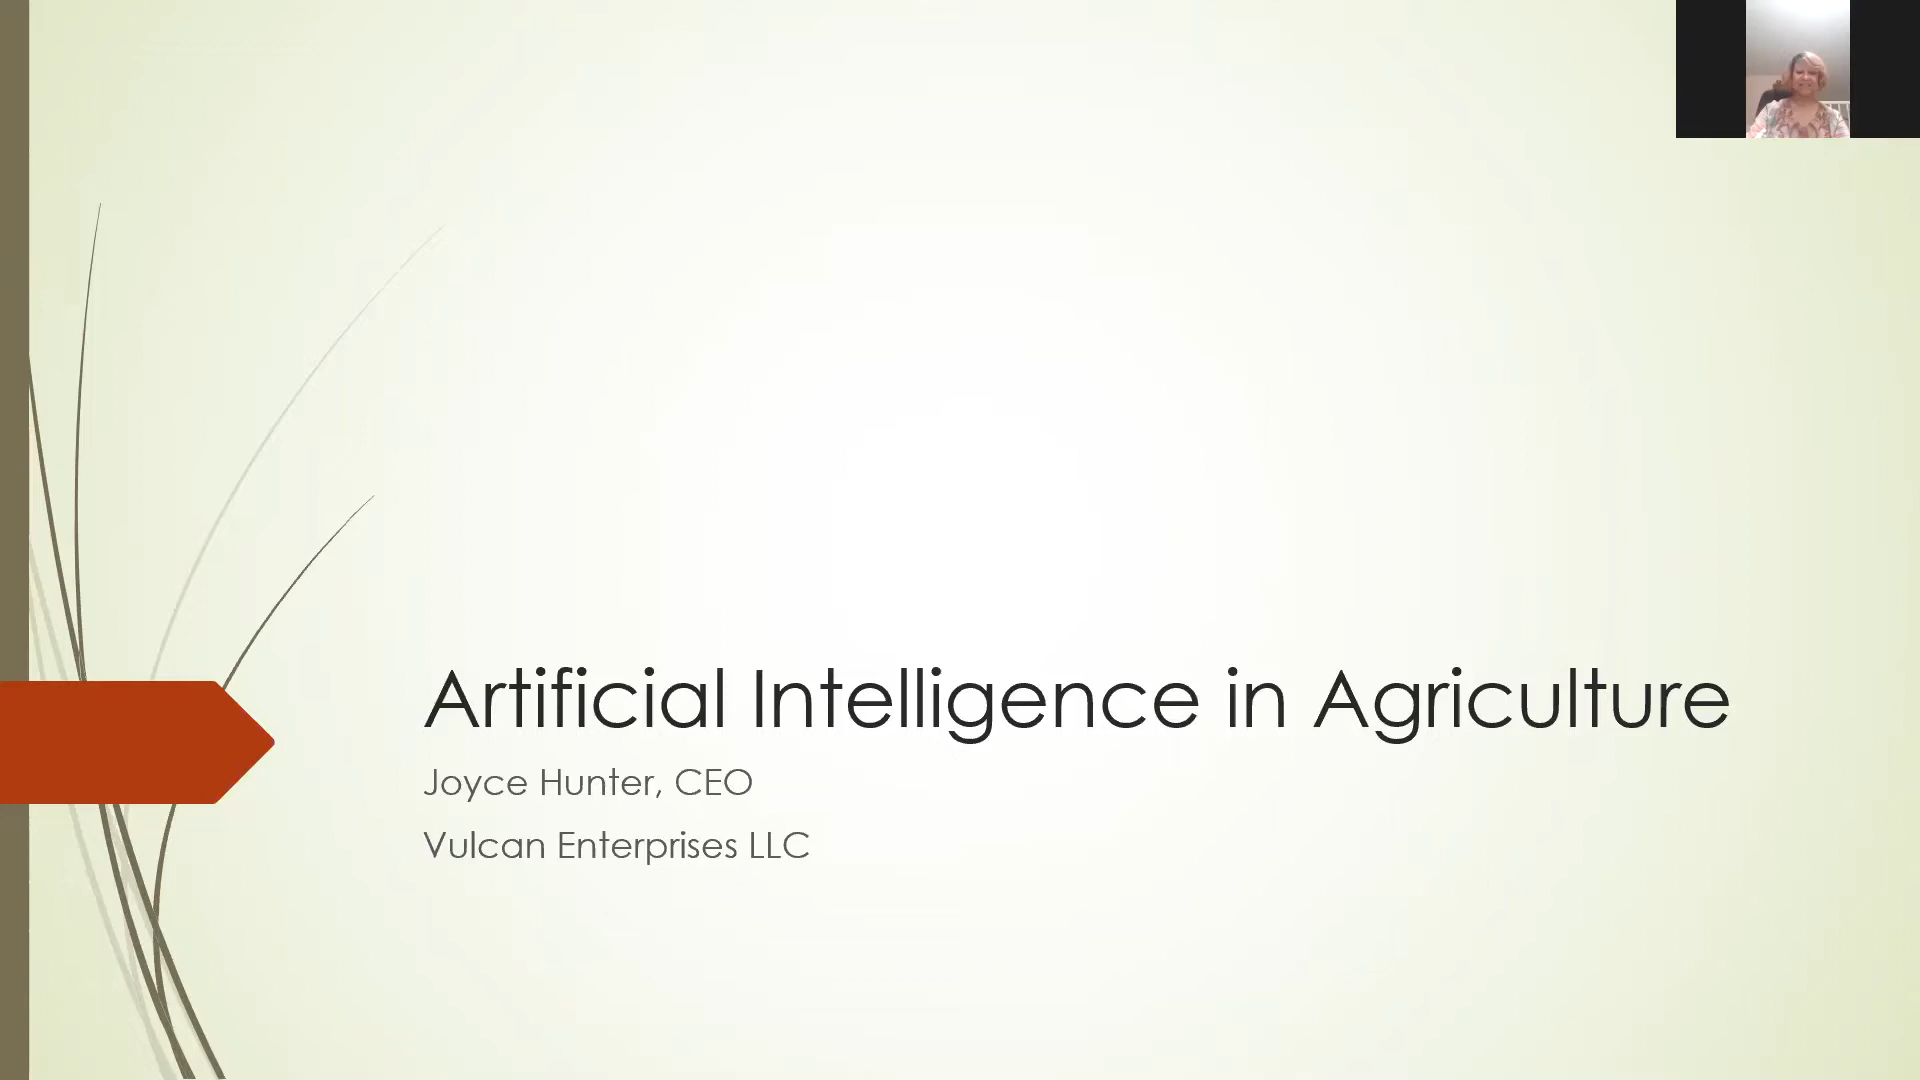 Artificial Intelligence in Agriculture
Joyce Hunter, CEO
Vulcan Enterprises LLC